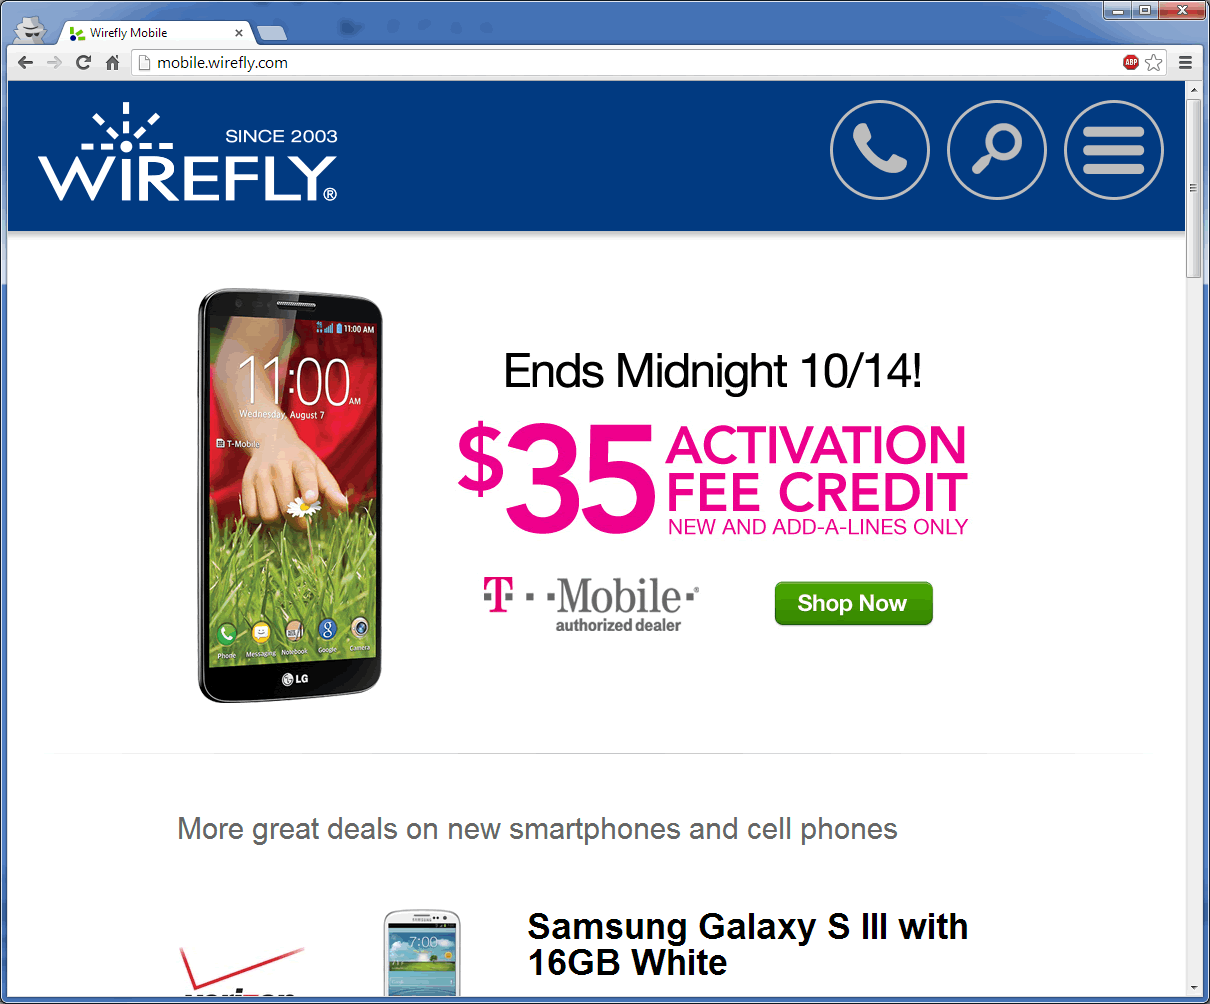 Wirefly Mobile
mobile.wirefly.com
ABP
SINCE 2003
WIREFLY®
11:00 AM
11:00 AM
Wednesday, August 7
T-Mobile
Phone Messaging Notebook Google Camera
LG
Ends Midnight 10/14!
$35 ACTIVATION
FEE CREDIT
NEW AND ADD-A-LINES ONLY
T··Mobile·®
authorized dealer
Shop Now
More great deals on new smartphones and cell phones
verizon
7:00
Samsung Galaxy S III with
16GB White